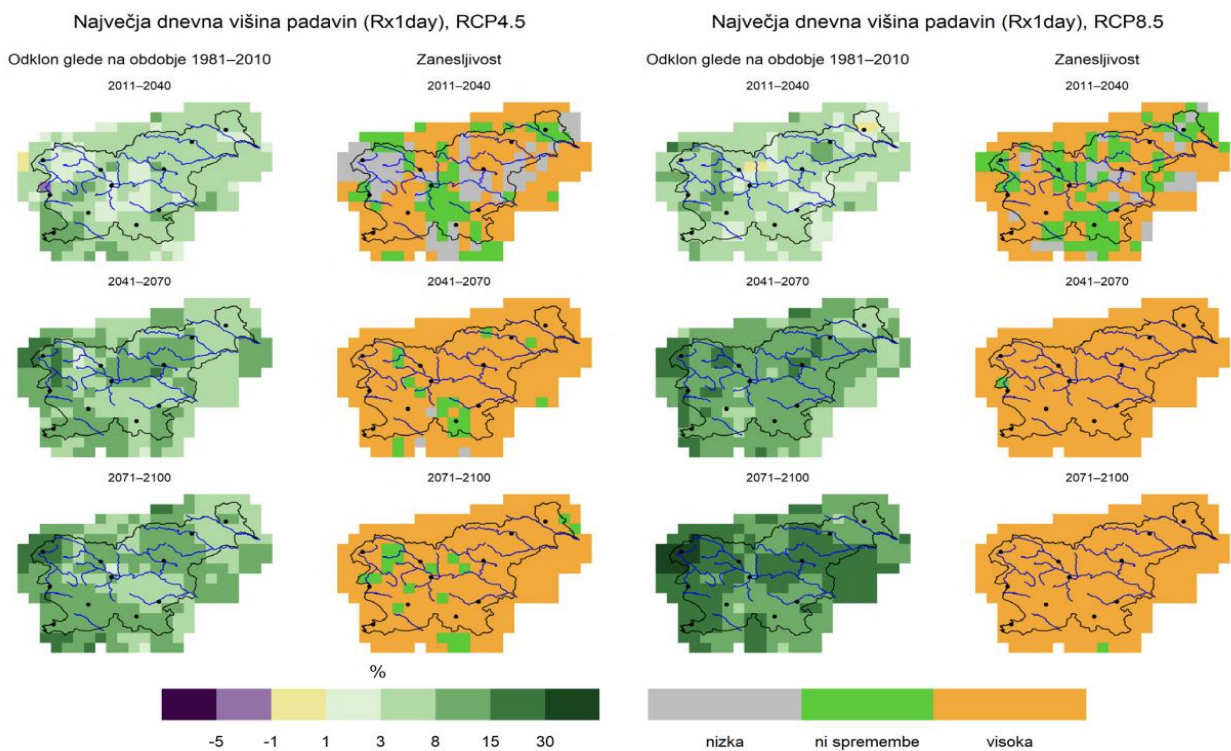 Največja dnevna višina padavin (Rx1day), RCP4.5
Največja dnevna višina padavin (Rx1day), RCP8.5
Odklon glede na obdobje 1981–2010
Zanesljivost
Odklon glede na obdobje 1981–2010
Zanesljivost
2011–2040
2011–2040
2011–2040
2011–2040
2041–2070
2041–2070
2041–2070
2041–2070
2071–2100
2071–2100
2071–2100
2071–2100
%
-5 -1 1 3 8 15 30
nizka ni spremembe visoka